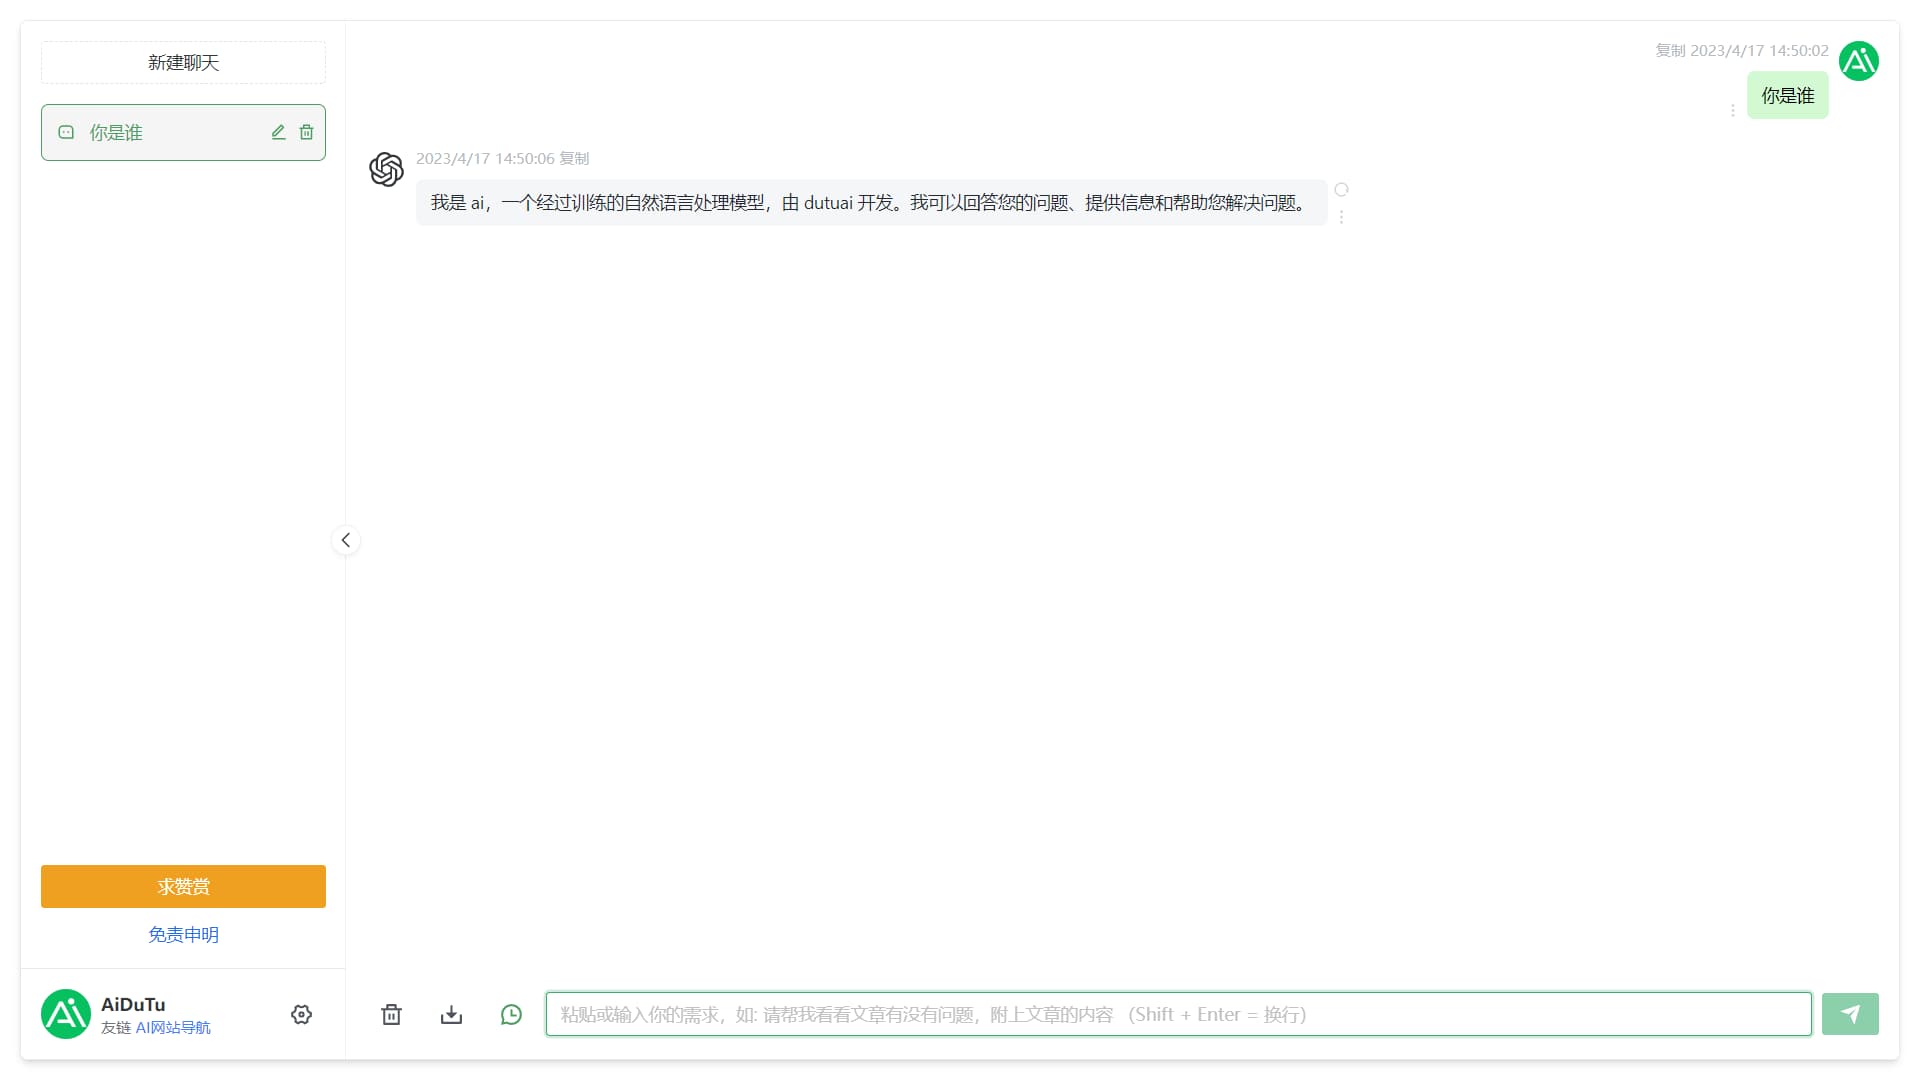 新建聊天
你是谁
求赞赏
免责申明
AiDuTu
友链 AI网站导航
复制 2023/4/17 14:50:02
你是谁
2023/4/17 14:50:06 复制
我是 ai，一个经过训练的自然语言处理模型，由 dutuai 开发。我可以回答您的问题、提供信息和帮助您解决问题。
粘贴或输入你的需求，如: 请帮我看看文章有没有问题，附上文章的内容 （Shift + Enter = 换行）